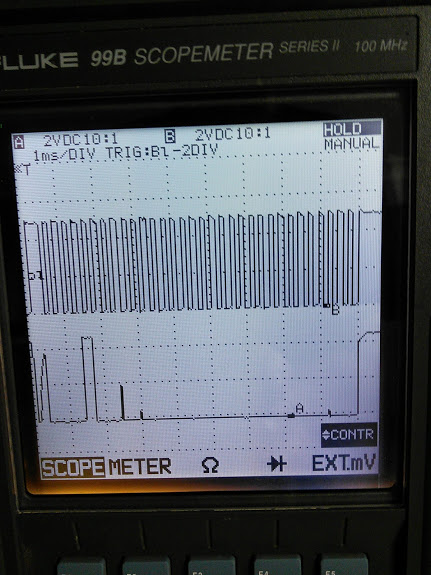 FLUKE 99B SCOPEMETER SERIES II 100 MHz
A 2VDC10:1 B 2VDC10:1 HOLD
1ms/DIV TRIG:B↓-2DIV MANUAL
T
B
A
CONTR
SCOPE METER Ω EXT.mV